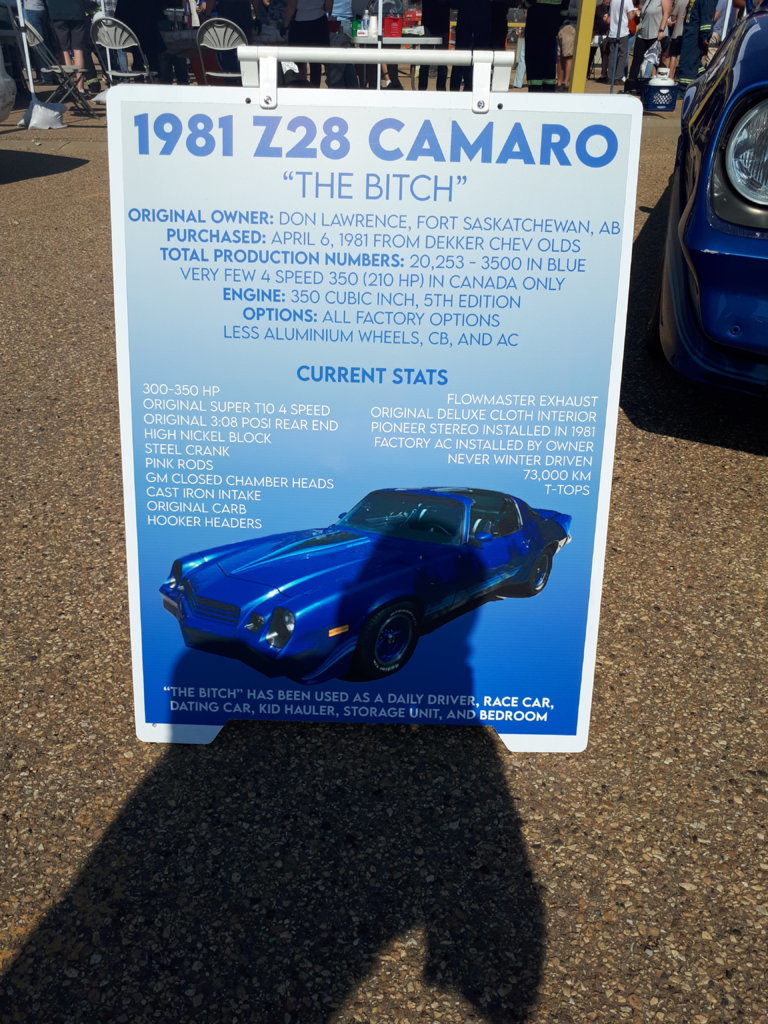 1981 Z28 CAMARO
"THE BITCH"
ORIGINAL OWNER: DON LAWRENCE, FORT SASKATCHEWAN, AB
PURCHASED: APRIL 6, 1981 FROM DEKKER CHEV OLDS
TOTAL PRODUCTION NUMBERS: 20,253 - 3500 IN BLUE
VERY FEW 4 SPEED 350 (210 HP) IN CANADA ONLY
ENGINE: 350 CUBIC INCH, 5TH EDITION
OPTIONS: ALL FACTORY OPTIONS
LESS ALUMINIUM WHEELS, CB, AND AC
CURRENT STATS
300-350 HP
ORIGINAL SUPER T10 4 SPEED
ORIGINAL 3:08 POSI REAR END
HIGH NICKEL BLOCK
STEEL CRANK
PINK RODS
GM CLOSED CHAMBER HEADS
CAST IRON INTAKE
ORIGINAL CARB
HOOKER HEADERS
FLOWMASTER EXHAUST
ORIGINAL DELUXE CLOTH INTERIOR
PIONEER STEREO INSTALLED IN 1981
FACTORY AC INSTALLED BY OWNER
NEVER WINTER DRIVEN
73,000 KM
T-TOPS
"THE BITCH" HAS BEEN USED AS A DAILY DRIVER, RACE CAR,
DATING CAR, KID HAULER, STORAGE UNIT, AND BEDROOM